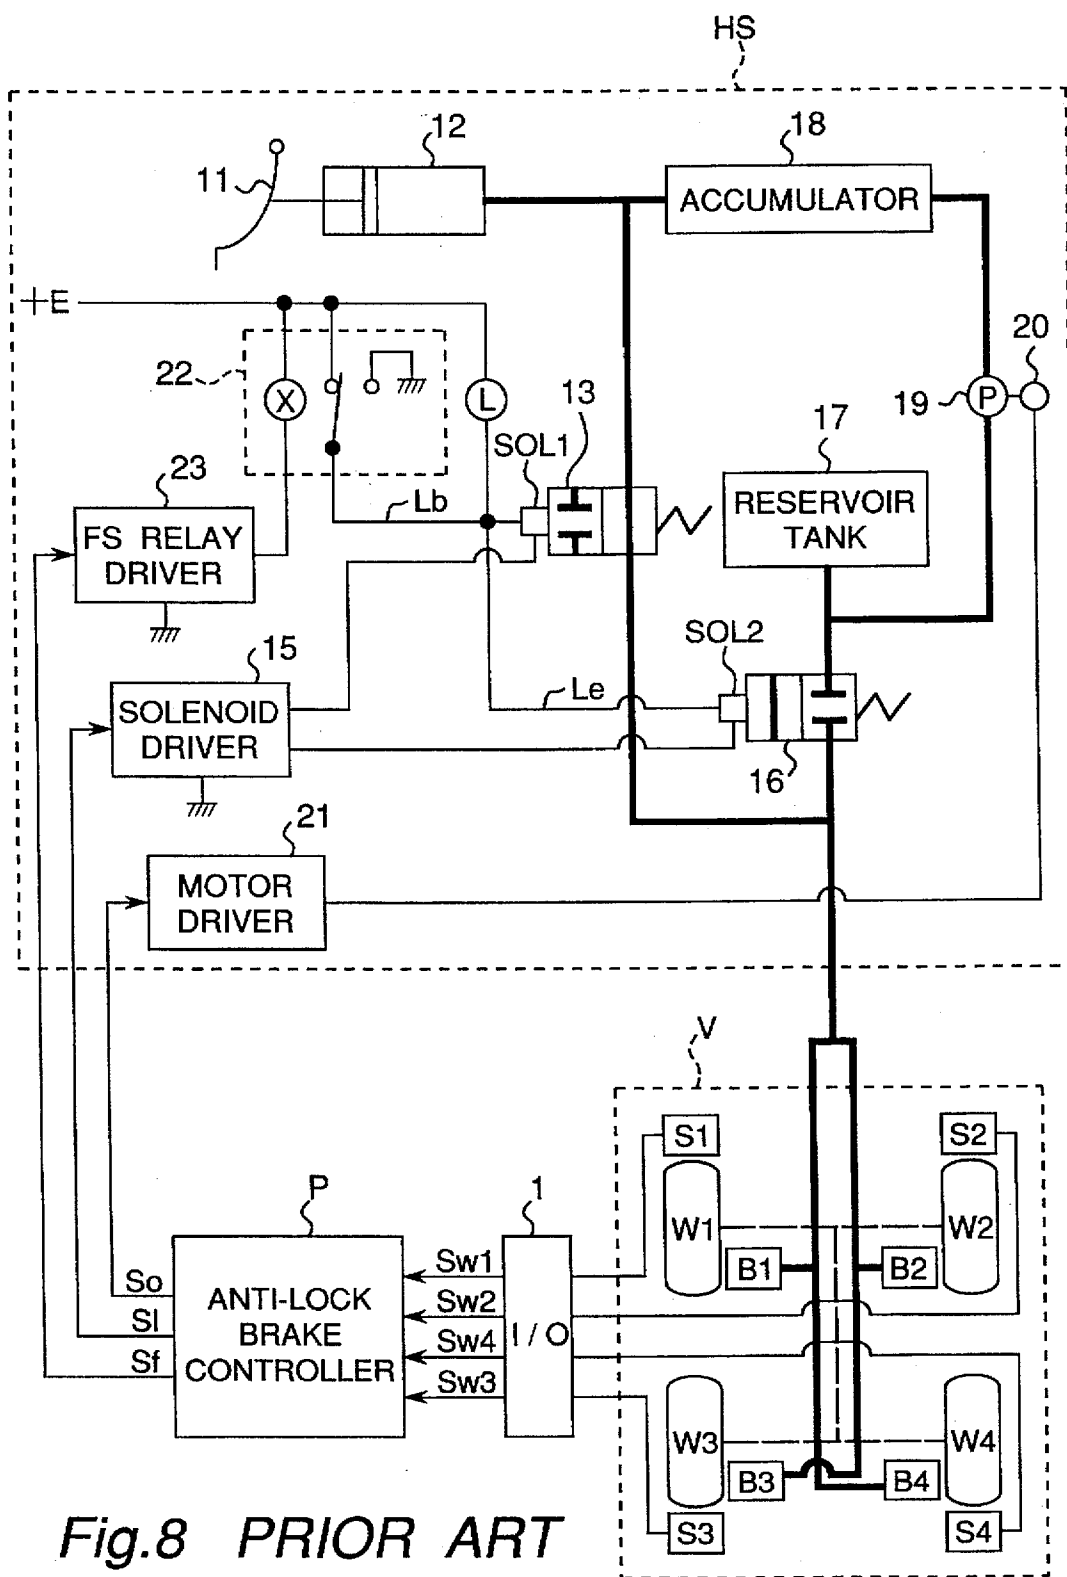 HS
12
18
11
ACCUMULATOR
+E
20
22
X
L
13
19
P
17
SOL1
23
Lb
RESERVOIR
TANK
FS RELAY
DRIVER
SOL2
15
Le
SOLENOID
DRIVER
16
21
MOTOR
DRIVER
V
S1
S2
P
1
W1
W2
Sw1
B1
B2
So
ANTI-LOCK
BRAKE
CONTROLLER
Sw2
Sl
I/O
Sw4
Sf
Sw3
W3
W4
B3
B4
S3
S4
Fig.8 PRIOR ART